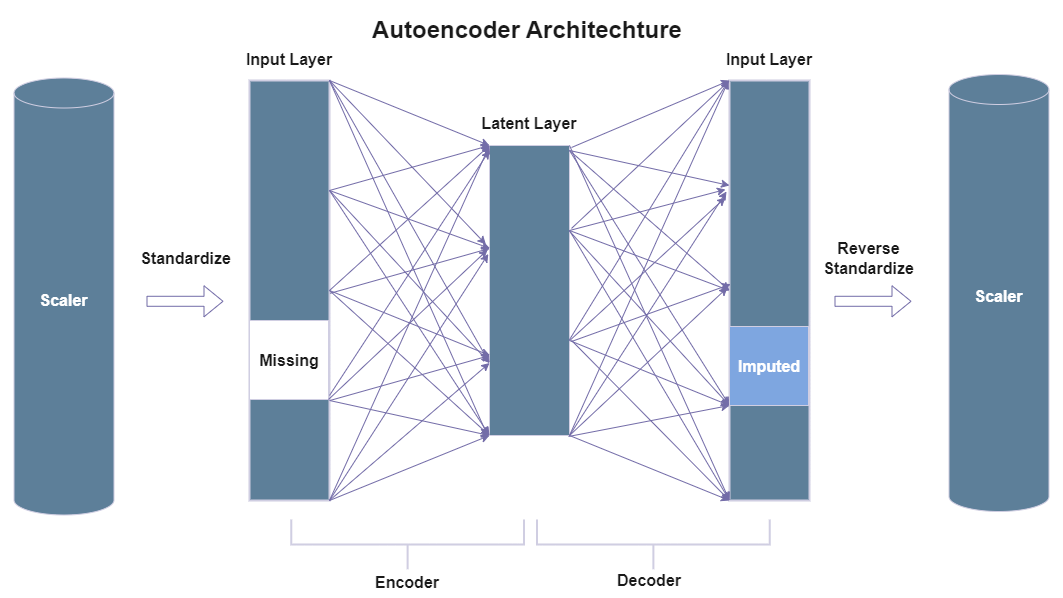 Autoencoder Architechture
Input Layer
Input Layer
Latent Layer
Standardize
Reverse
Standardize
Scaler
Scaler
Missing
Imputed
Encoder
Decoder